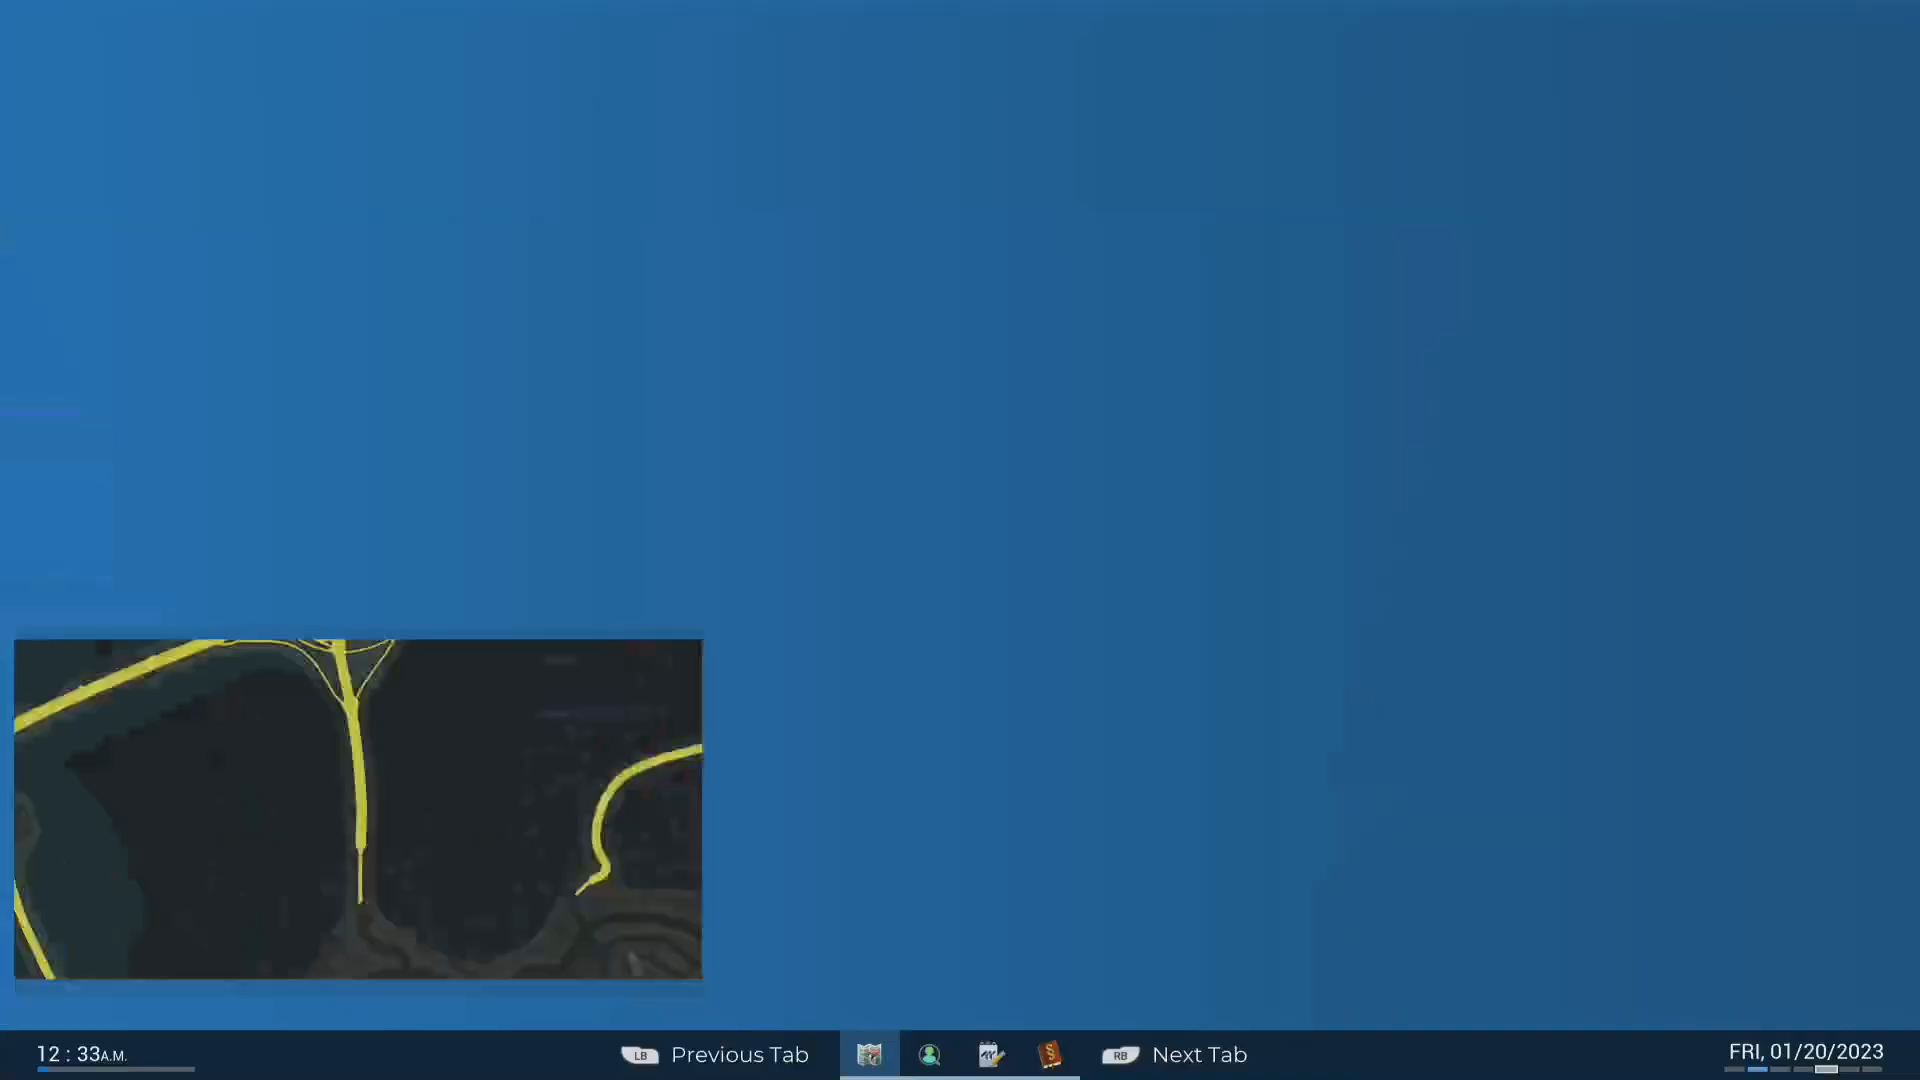 12 : 33A.M.
LB Previous Tab
RB Next Tab
FRI, 01/20/2023